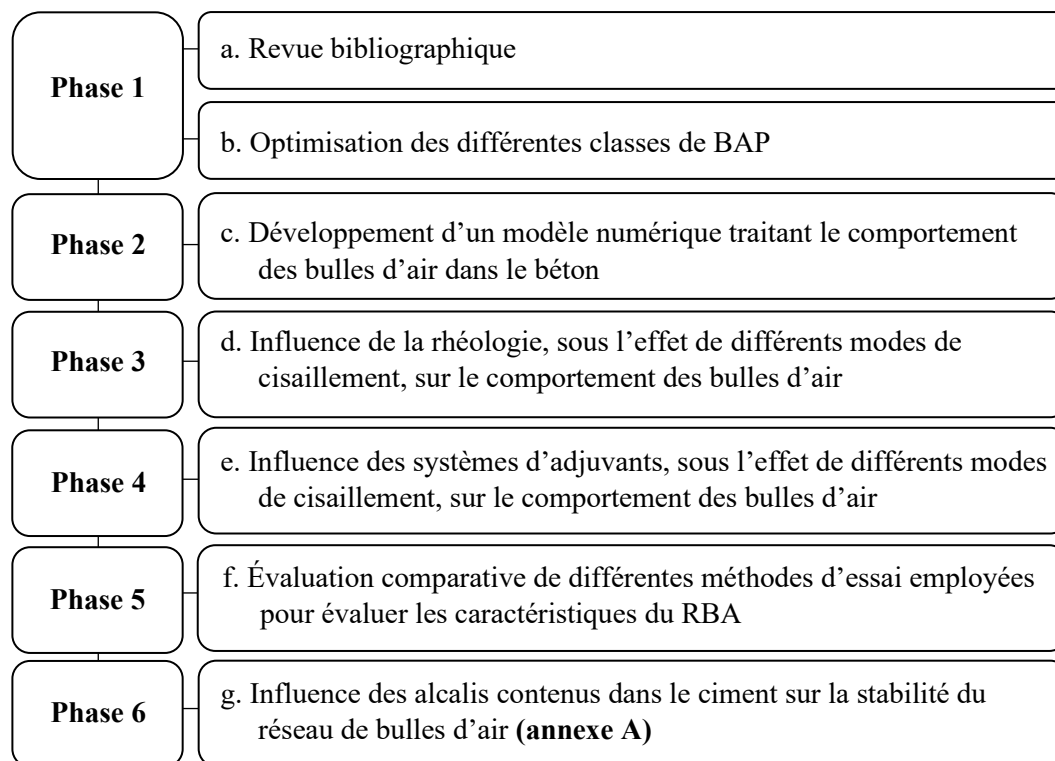 Phase 1
a. Revue bibliographique
b. Optimisation des différentes classes de BAP
Phase 2
c. Développement d’un modèle numérique traitant le comportement
des bulles d’air dans le béton
Phase 3
d. Influence de la rhéologie, sous l’effet de différents modes de
cisaillement, sur le comportement des bulles d’air
Phase 4
e. Influence des systèmes d’adjuvants, sous l’effet de différents modes
de cisaillement, sur le comportement des bulles d’air
Phase 5
f. Évaluation comparative de différentes méthodes d’essai employées
pour évaluer les caractéristiques du RBA
Phase 6
g. Influence des alcalis contenus dans le ciment sur la stabilité du
réseau de bulles d’air (annexe A)